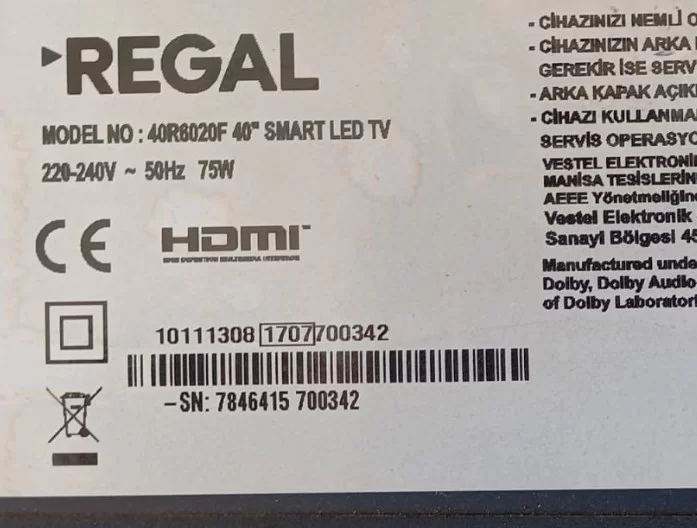 REGAL
MODEL NO : 40R6020F 40" SMART LED TV
220-240V ~ 50Hz 75W
CE HDMI
10111308 1707 700342
-SN: 7846415 700342
- CİHAZINIZI NEMLİ O
- CİHAZINIZIN ARKA
GEREKİR İSE SERV
- ARKA KAPAK AÇIK
- CİHAZI KULLANMA
SERVİS OPERASYO
VESTEL ELEKTRONİ
MANİSA TESİSLERİN
AEEE Yönetmeliğin
Vestel Elektronik
Sanayi Bölgesi 45
Manufactured unde
Dolby, Dolby Audio
of Dolby Laborator